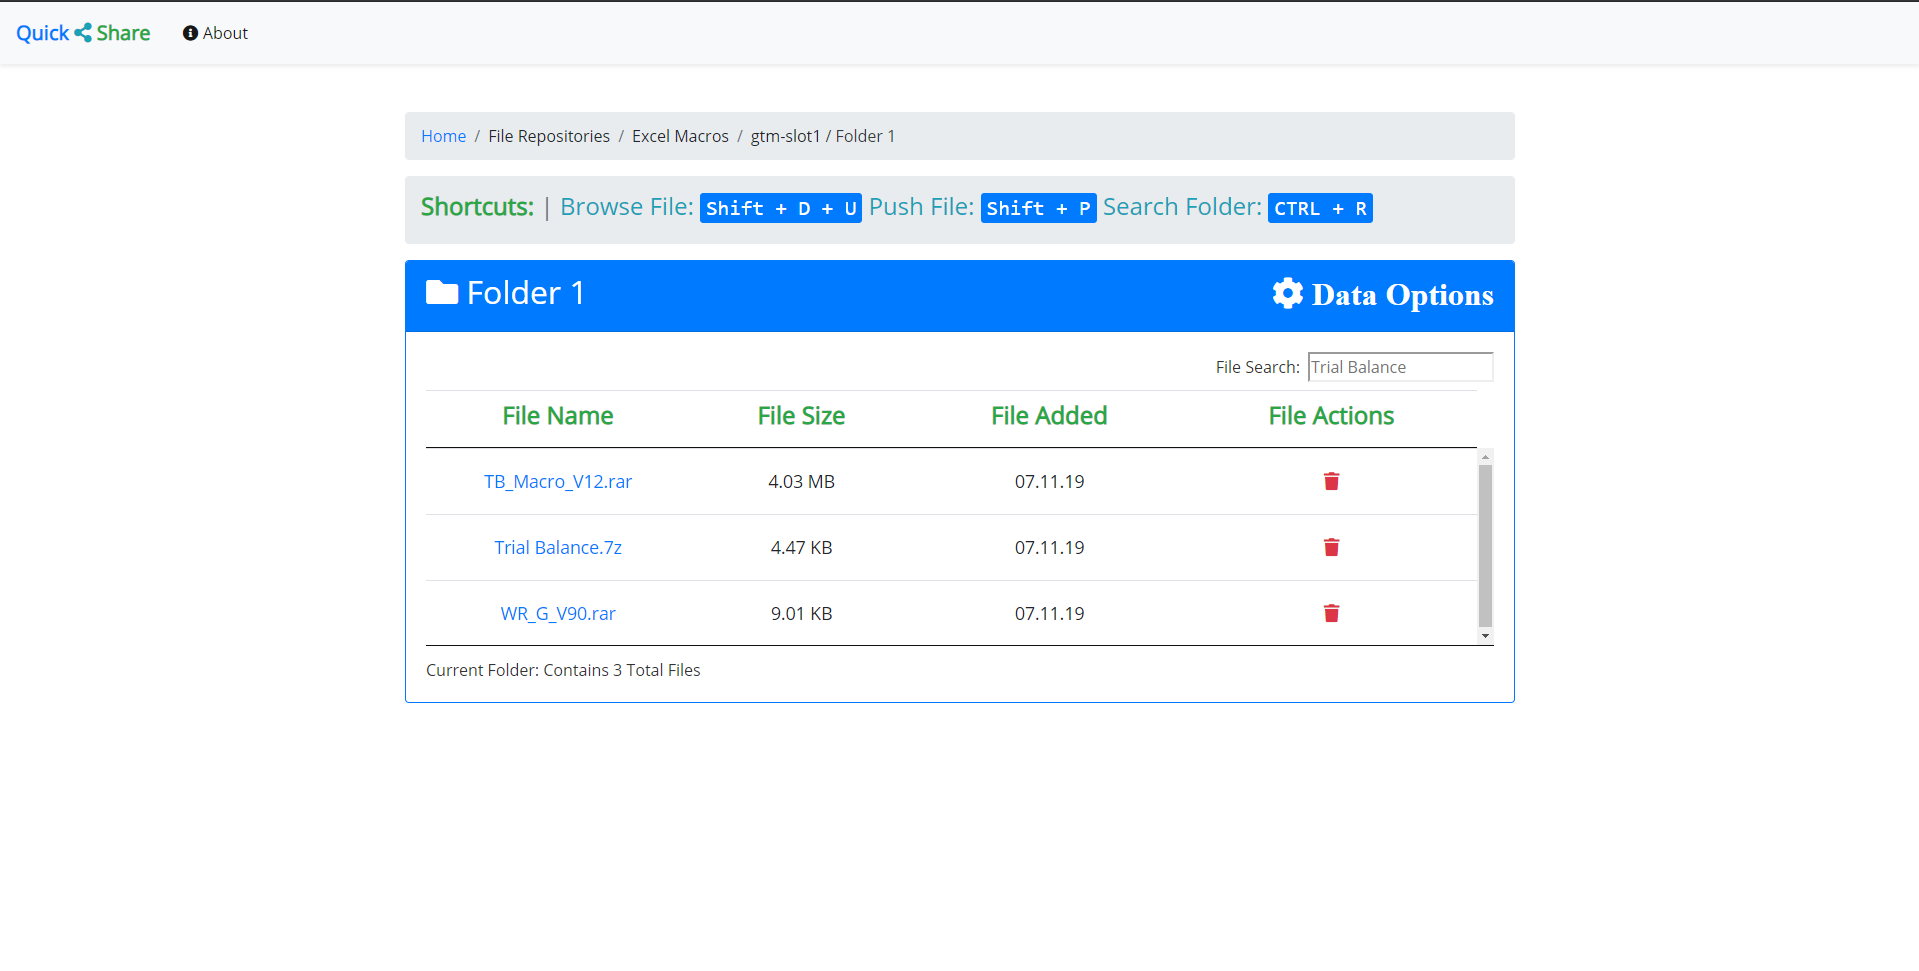 Quick Share About
Home / File Repositories / Excel Macros / gtm-slot1 / Folder 1
Shortcuts: | Browse File: Shift + D + U Push File: Shift + P Search Folder: CTRL + R
Folder 1 Data Options
File Search: Trial Balance
File Name File Size File Added File Actions
TB_Macro_V12.rar 4.03 MB 07.11.19
Trial Balance.7z 4.47 KB 07.11.19
WR_G_V90.rar 9.01 KB 07.11.19
Current Folder: Contains 3 Total Files